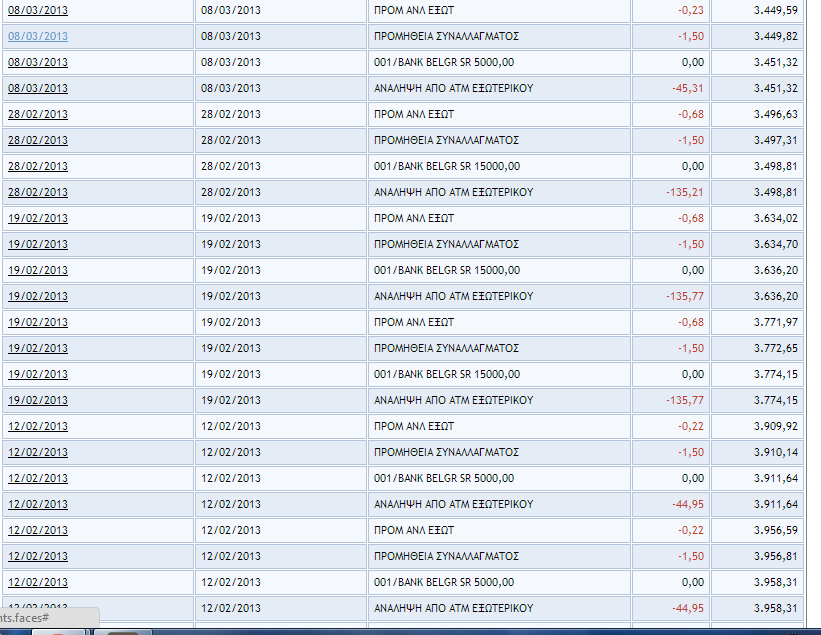 08/03/2013 08/03/2013 ΠΡΟΜ ΑΝΛ ΕΞΩΤ -0,23 3.449,59
08/03/2013 08/03/2013 ΠΡΟΜΗΘΕΙΑ ΣΥΝΑΛΛΑΓΜΑΤΟΣ -1,50 3.449,82
08/03/2013 08/03/2013 001/BANK BELGR SR 5000,00 0,00 3.451,32
08/03/2013 08/03/2013 ΑΝΑΛΗΨΗ ΑΠΟ ΑΤΜ ΕΞΩΤΕΡΙΚΟΥ -45,31 3.451,32
28/02/2013 28/02/2013 ΠΡΟΜ ΑΝΛ ΕΞΩΤ -0,68 3.496,63
28/02/2013 28/02/2013 ΠΡΟΜΗΘΕΙΑ ΣΥΝΑΛΛΑΓΜΑΤΟΣ -1,50 3.497,31
28/02/2013 28/02/2013 001/BANK BELGR SR 15000,00 0,00 3.498,81
28/02/2013 28/02/2013 ΑΝΑΛΗΨΗ ΑΠΟ ΑΤΜ ΕΞΩΤΕΡΙΚΟΥ -135,21 3.498,81
19/02/2013 19/02/2013 ΠΡΟΜ ΑΝΛ ΕΞΩΤ -0,68 3.634,02
19/02/2013 19/02/2013 ΠΡΟΜΗΘΕΙΑ ΣΥΝΑΛΛΑΓΜΑΤΟΣ -1,50 3.634,70
19/02/2013 19/02/2013 001/BANK BELGR SR 15000,00 0,00 3.636,20
19/02/2013 19/02/2013 ΑΝΑΛΗΨΗ ΑΠΟ ΑΤΜ ΕΞΩΤΕΡΙΚΟΥ -135,77 3.636,20
19/02/2013 19/02/2013 ΠΡΟΜ ΑΝΛ ΕΞΩΤ -0,68 3.771,97
19/02/2013 19/02/2013 ΠΡΟΜΗΘΕΙΑ ΣΥΝΑΛΛΑΓΜΑΤΟΣ -1,50 3.772,65
19/02/2013 19/02/2013 001/BANK BELGR SR 15000,00 0,00 3.774,15
19/02/2013 19/02/2013 ΑΝΑΛΗΨΗ ΑΠΟ ΑΤΜ ΕΞΩΤΕΡΙΚΟΥ -135,77 3.774,15
12/02/2013 12/02/2013 ΠΡΟΜ ΑΝΛ ΕΞΩΤ -0,22 3.909,92
12/02/2013 12/02/2013 ΠΡΟΜΗΘΕΙΑ ΣΥΝΑΛΛΑΓΜΑΤΟΣ -1,50 3.910,14
12/02/2013 12/02/2013 001/BANK BELGR SR 5000,00 0,00 3.911,64
12/02/2013 12/02/2013 ΑΝΑΛΗΨΗ ΑΠΟ ΑΤΜ ΕΞΩΤΕΡΙΚΟΥ -44,95 3.911,64
12/02/2013 12/02/2013 ΠΡΟΜ ΑΝΛ ΕΞΩΤ -0,22 3.956,59
12/02/2013 12/02/2013 ΠΡΟΜΗΘΕΙΑ ΣΥΝΑΛΛΑΓΜΑΤΟΣ -1,50 3.956,81
12/02/2013 12/02/2013 001/BANK BELGR SR 5000,00 0,00 3.958,31
12/02/2013 12/02/2013 ΑΝΑΛΗΨΗ ΑΠΟ ΑΤΜ ΕΞΩΤΕΡΙΚΟΥ -44,95 3.958,31
nts.faces#